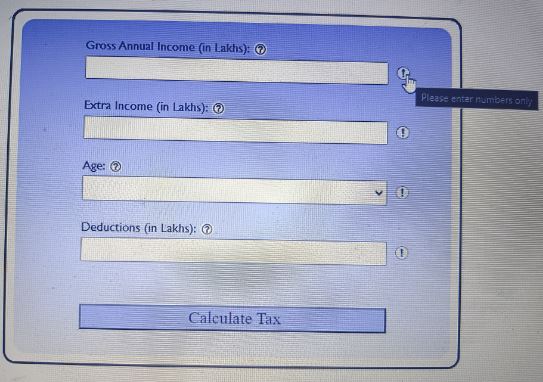 Gross Annual Income (in Lakhs): ?
!
Please enter numbers only
Extra Income (in Lakhs): ?
!
Age: ?
!
Deductions (in Lakhs): ?
!
Calculate Tax